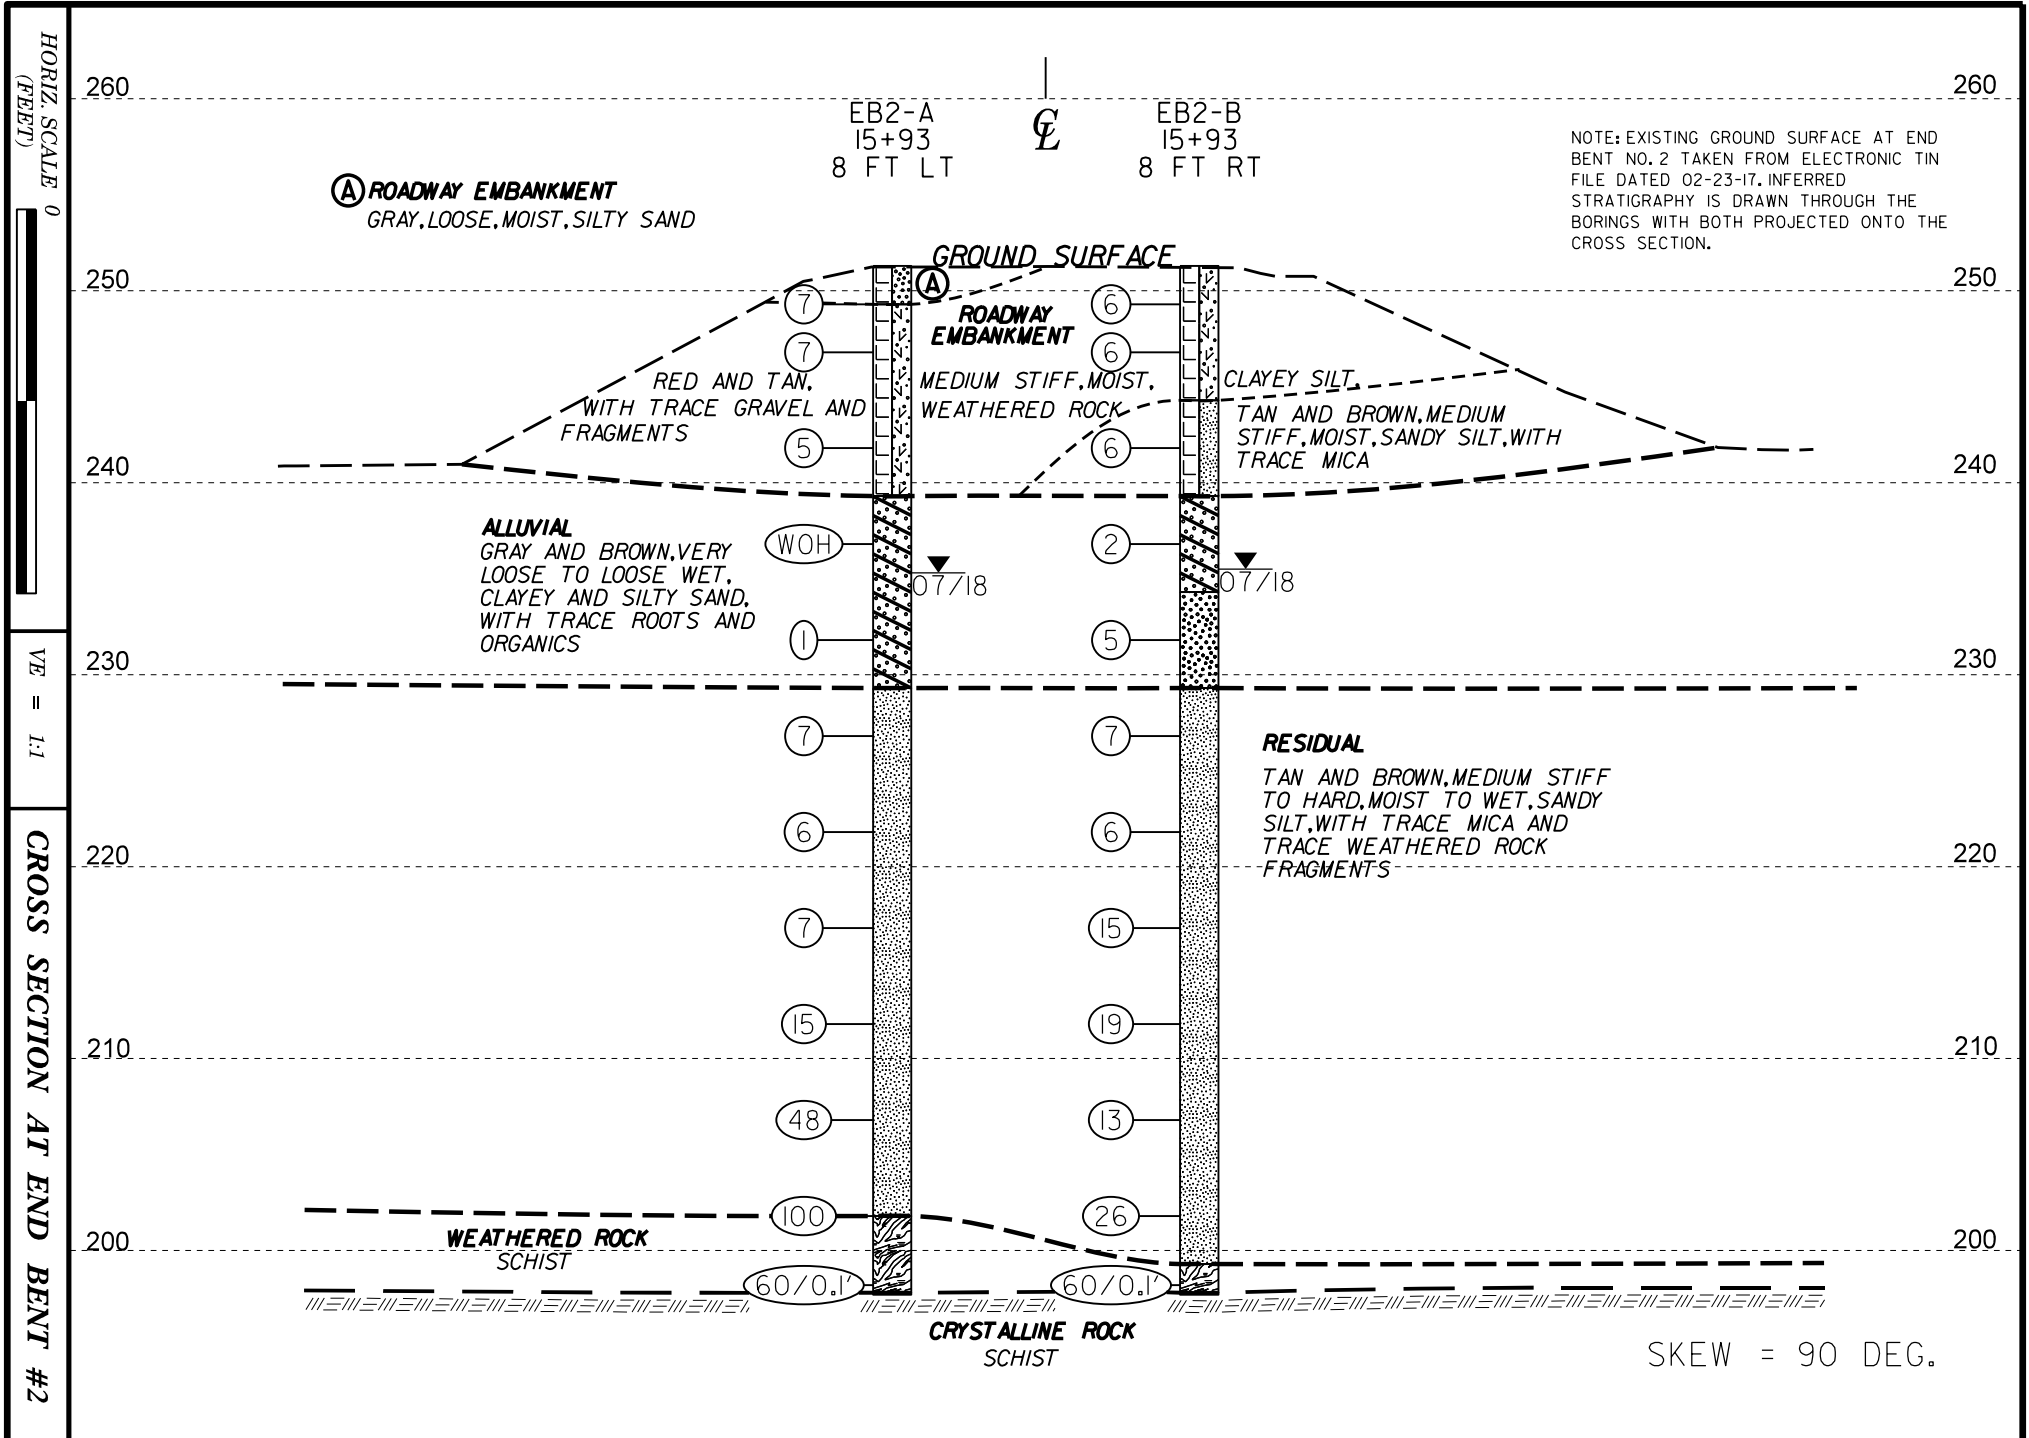 HORIZ. SCALE 0
(FEET)
VE = 1:1
CROSS SECTION AT END BENT #2
260
260
EB2-A
15+93
8 FT LT
℄
EB2-B
15+93
8 FT RT
NOTE: EXISTING GROUND SURFACE AT END
BENT NO. 2 TAKEN FROM ELECTRONIC TIN
FILE DATED 02-23-17. INFERRED
STRATIGRAPHY IS DRAWN THROUGH THE
BORINGS WITH BOTH PROJECTED ONTO THE
CROSS SECTION.
A ROADWAY EMBANKMENT
GRAY, LOOSE, MOIST, SILTY SAND
GROUND SURFACE
250
250
A
7
6
ROADWAY
EMBANKMENT
7
6
RED AND TAN, MEDIUM STIFF, MOIST, CLAYEY SILT,
WITH TRACE GRAVEL AND WEATHERED ROCK
FRAGMENTS
TAN AND BROWN, MEDIUM
STIFF, MOIST, SANDY SILT, WITH
TRACE MICA
5
6
240
240
ALLUVIAL
GRAY AND BROWN, VERY
LOOSE TO LOOSE WET,
CLAYEY AND SILTY SAND,
WITH TRACE ROOTS AND
ORGANICS
WOH
2
07/18
07/18
1
5
230
230
7
7
RESIDUAL
TAN AND BROWN, MEDIUM STIFF
TO HARD, MOIST TO WET, SANDY
SILT, WITH TRACE MICA AND
TRACE WEATHERED ROCK
FRAGMENTS
6
6
220
220
7
15
15
19
210
210
48
13
100
26
WEATHERED ROCK
SCHIST
200
200
60/0.1'
60/0.1'
CRYSTALLINE ROCK
SCHIST
SKEW = 90 DEG.